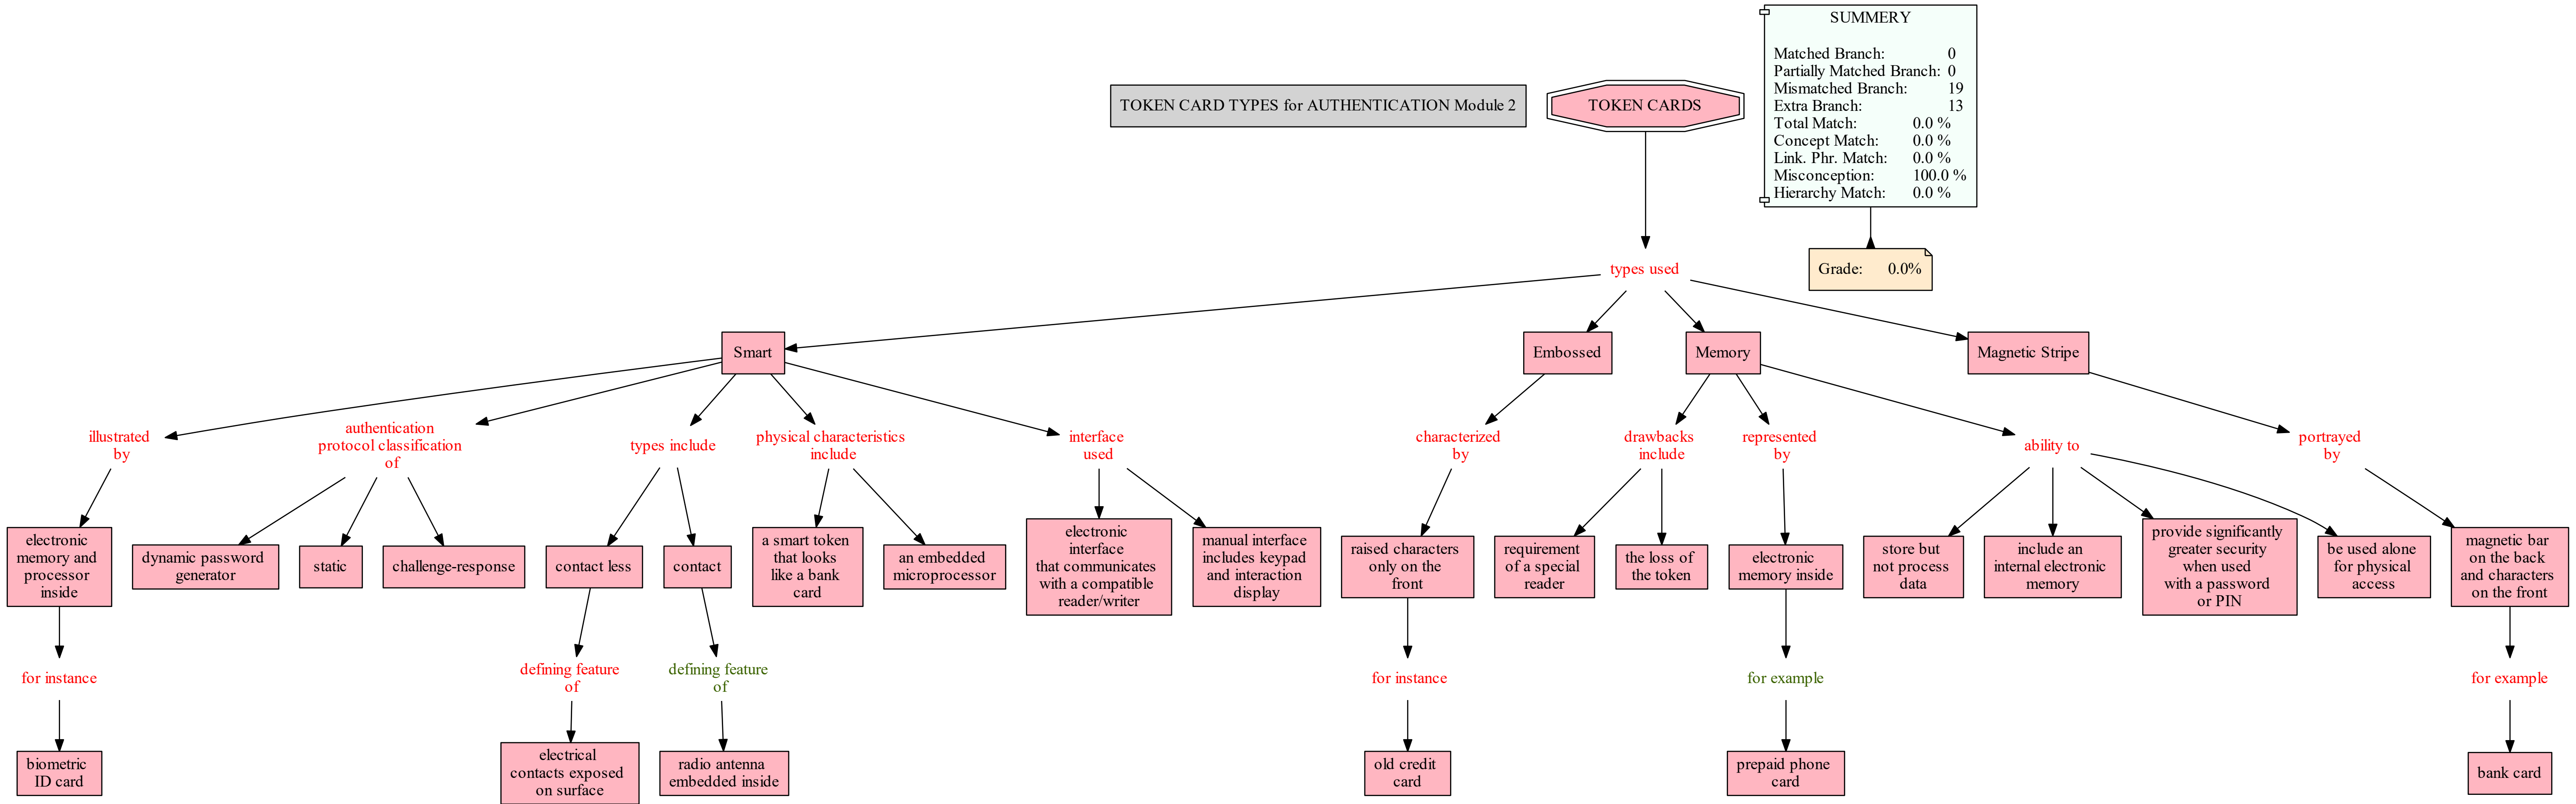 SUMMERY
Matched Branch: 0
Partially Matched Branch: 0
Mismatched Branch: 19
Extra Branch: 13
Total Match: 0.0 %
Concept Match: 0.0 %
Link. Phr. Match: 0.0 %
Misconception: 100.0 %
Hierarchy Match: 0.0 %
TOKEN CARD TYPES for AUTHENTICATION Module 2
TOKEN CARDS
types used
Grade: 0.0%
Smart
Embossed
Memory
Magnetic Stripe
illustrated
by
authentication
protocol classification
of
types include
physical characteristics
include
interface
used
characterized
by
drawbacks
include
represented
by
ability to
portrayed
by
electronic
memory and
processor
inside
dynamic password
generator
static
challenge-response
contact less
contact
a smart token
that looks
like a bank
card
an embedded
microprocessor
electronic
interface
that communicates
with a compatible
reader/writer
manual interface
includes keypad
and interaction
display
raised characters
only on the
front
requirement
of a special
reader
the loss of
the token
electronic
memory inside
store but
not process
data
include an
internal electronic
memory
provide significantly
greater security
when used
with a password
or PIN
be used alone
for physical
access
magnetic bar
on the back
and characters
on the front
for instance
defining feature
of
defining feature
of
for instance
for example
for example
biometric
ID card
electrical
contacts exposed
on surface
radio antenna
embedded inside
old credit
card
prepaid phone
card
bank card